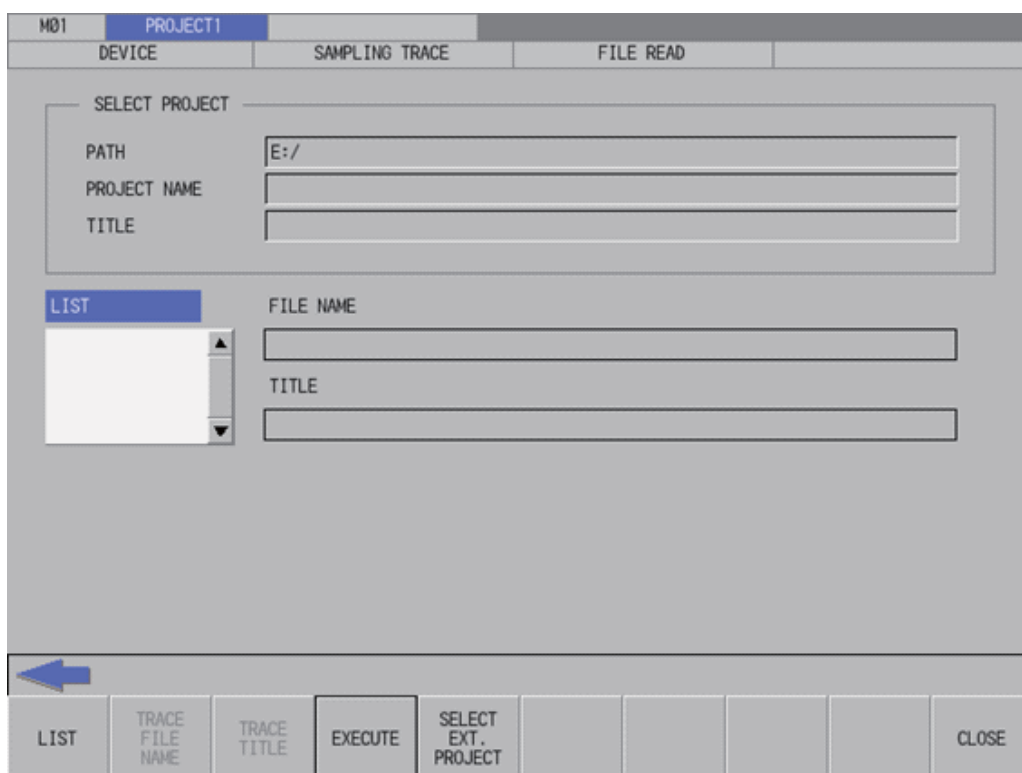 MØ1 PROJECT1
DEVICE SAMPLING TRACE FILE READ
SELECT PROJECT
PATH E:/
PROJECT NAME
TITLE
LIST FILE NAME
TITLE
LIST TRACE FILE NAME TRACE TITLE EXECUTE SELECT EXT. PROJECT CLOSE